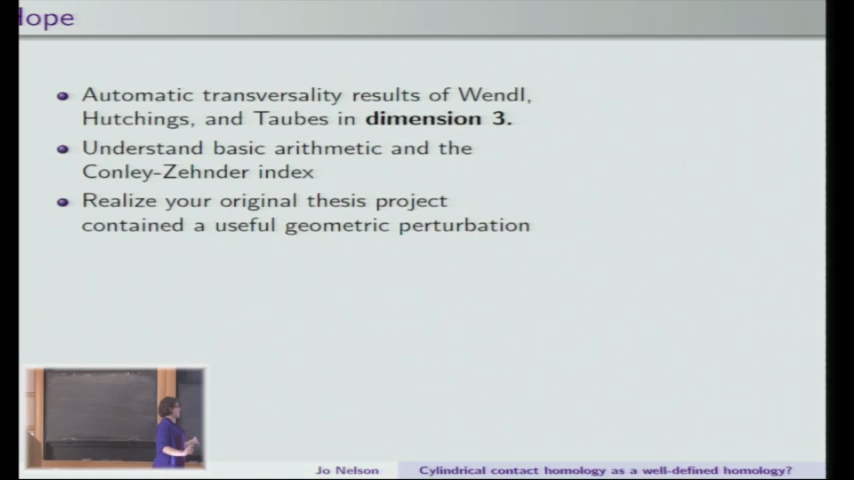 Hope
Automatic transversality results of Wendl,
Hutchings, and Taubes in dimension 3.
Understand basic arithmetic and the
Conley-Zehnder index
Realize your original thesis project
contained a useful geometric perturbation
Jo Nelson Cylindrical contact homology as a well-defined homology?